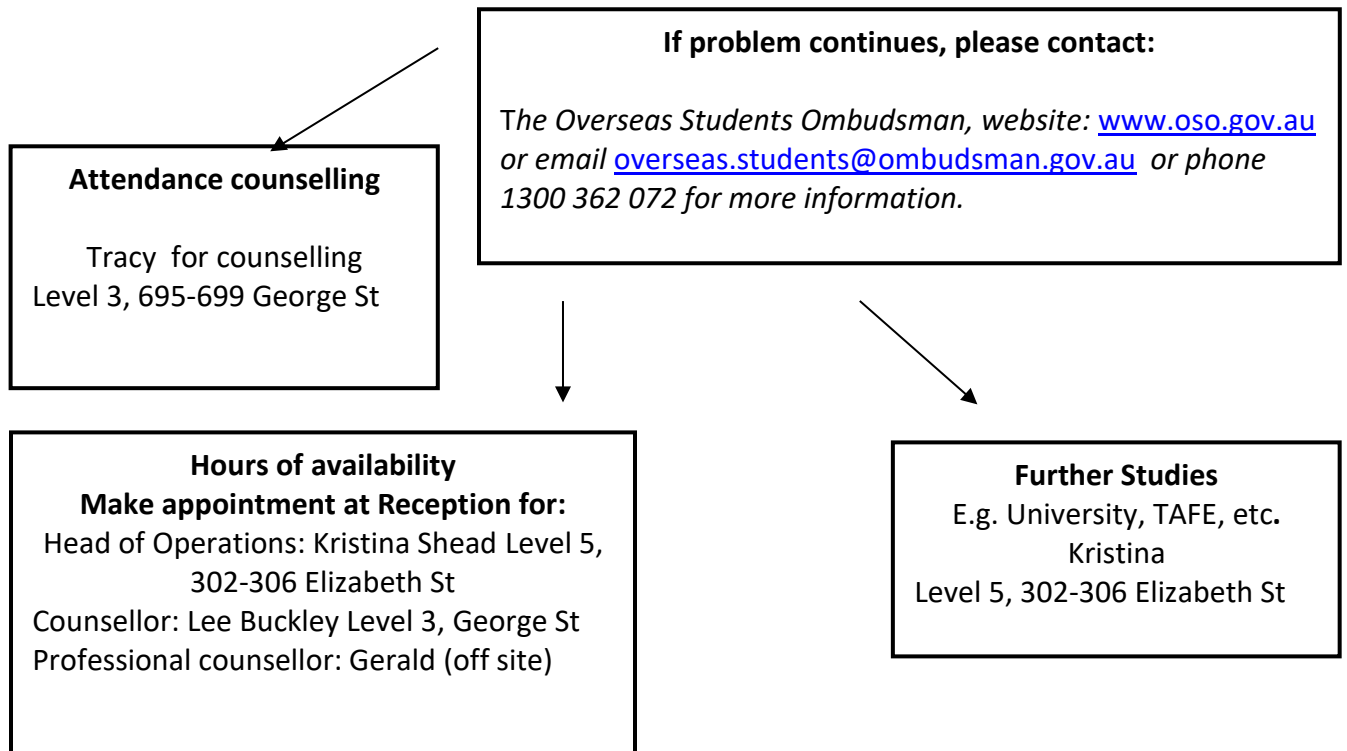 If problem continues, please contact:
The Overseas Students Ombudsman, website: www.oso.gov.au
or email overseas.students@ombudsman.gov.au or phone
1300 362 072 for more information.
Attendance counselling
Tracy for counselling
Level 3, 695-699 George St
Hours of availability
Make appointment at Reception for:
Head of Operations: Kristina Shead Level 5,
302-306 Elizabeth St
Counsellor: Lee Buckley Level 3, George St
Professional counsellor: Gerald (off site)
Further Studies
E.g. University, TAFE, etc.
Kristina
Level 5, 302-306 Elizabeth St